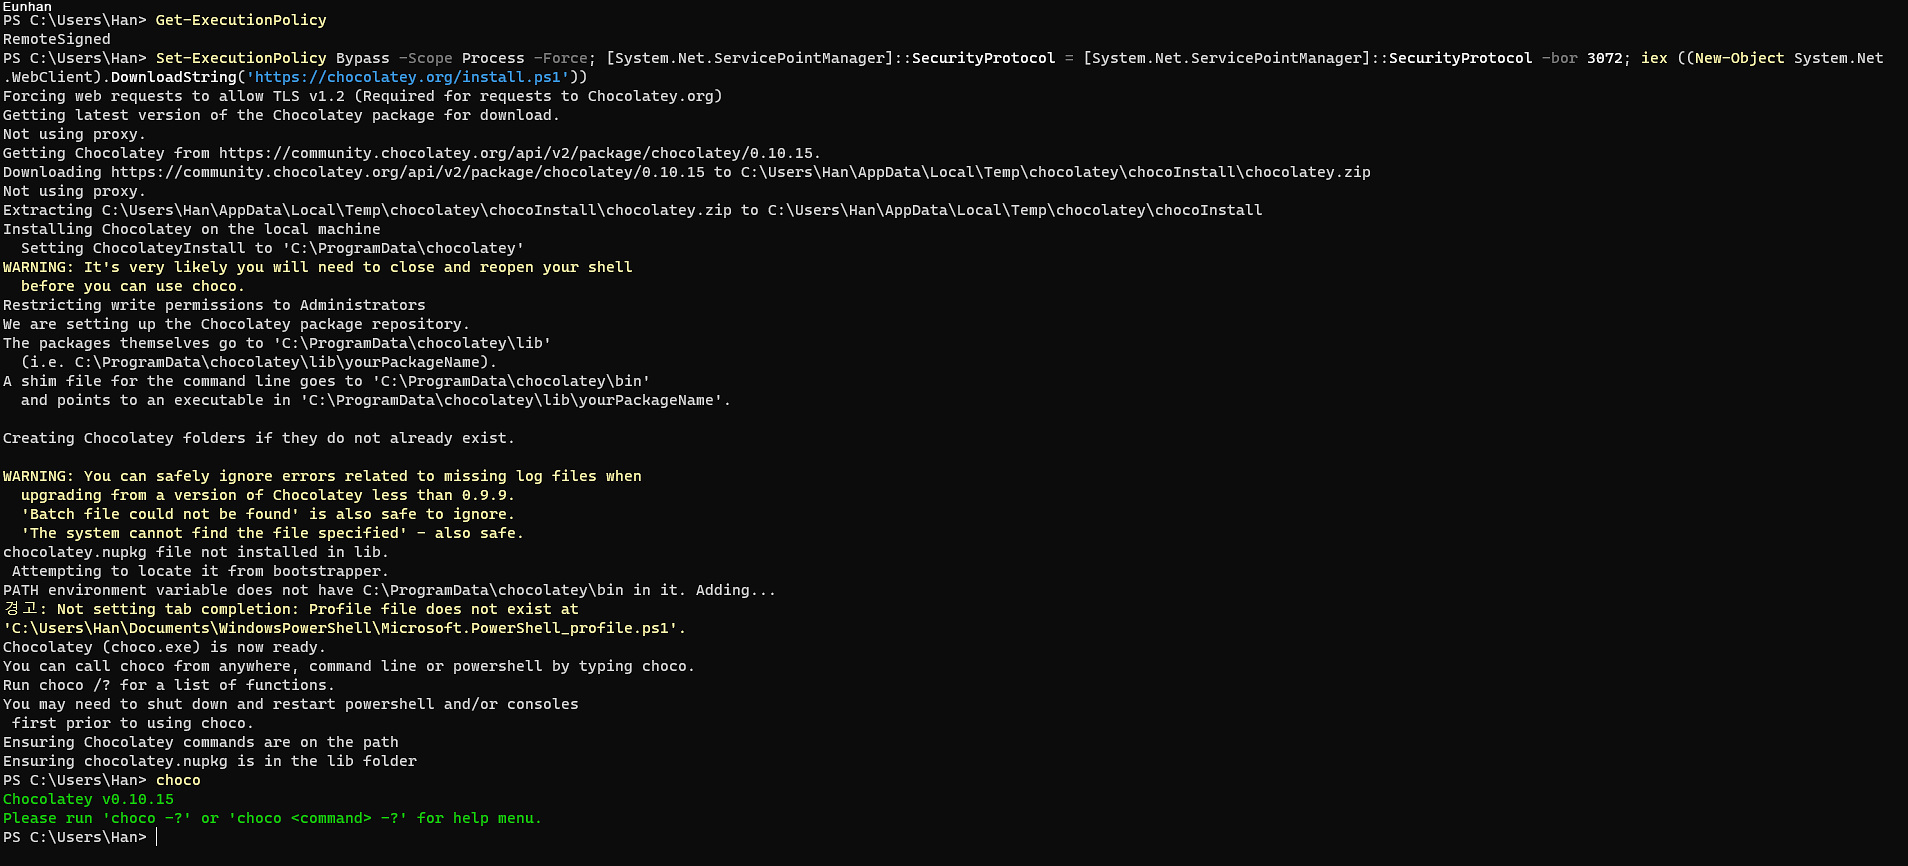 Eunhan
PS C:\Users\Han> Get-ExecutionPolicy
RemoteSigned
PS C:\Users\Han> Set-ExecutionPolicy Bypass -Scope Process -Force; [System.Net.ServicePointManager]::SecurityProtocol = [System.Net.ServicePointManager]::SecurityProtocol -bor 3072; iex ((New-Object System.Net
.WebClient).DownloadString('https://chocolatey.org/install.ps1'))
Forcing web requests to allow TLS v1.2 (Required for requests to Chocolatey.org)
Getting latest version of the Chocolatey package for download.
Not using proxy.
Getting Chocolatey from https://community.chocolatey.org/api/v2/package/chocolatey/0.10.15.
Downloading https://community.chocolatey.org/api/v2/package/chocolatey/0.10.15 to C:\Users\Han\AppData\Local\Temp\chocolatey\chocoInstall\chocolatey.zip
Not using proxy.
Extracting C:\Users\Han\AppData\Local\Temp\chocolatey\chocoInstall\chocolatey.zip to C:\Users\Han\AppData\Local\Temp\chocolatey\chocoInstall
Installing Chocolatey on the local machine
  Setting ChocolateyInstall to 'C:\ProgramData\chocolatey'
WARNING: It's very likely you will need to close and reopen your shell
  before you can use choco.
Restricting write permissions to Administrators
We are setting up the Chocolatey package repository.
The packages themselves go to 'C:\ProgramData\chocolatey\lib'
  (i.e. C:\ProgramData\chocolatey\lib\yourPackageName).
A shim file for the command line goes to 'C:\ProgramData\chocolatey\bin'
  and points to an executable in 'C:\ProgramData\chocolatey\lib\yourPackageName'.

Creating Chocolatey folders if they do not already exist.

WARNING: You can safely ignore errors related to missing log files when
  upgrading from a version of Chocolatey less than 0.9.9.
  'Batch file could not be found' is also safe to ignore.
  'The system cannot find the file specified' - also safe.
chocolatey.nupkg file not installed in lib.
 Attempting to locate it from bootstrapper.
PATH environment variable does not have C:\ProgramData\chocolatey\bin in it. Adding...
경고: Not setting tab completion: Profile file does not exist at
'C:\Users\Han\Documents\WindowsPowerShell\Microsoft.PowerShell_profile.ps1'.
Chocolatey (choco.exe) is now ready.
You can call choco from anywhere, command line or powershell by typing choco.
Run choco /? for a list of functions.
You may need to shut down and restart powershell and/or consoles
 first prior to using choco.
Ensuring Chocolatey commands are on the path
Ensuring chocolatey.nupkg is in the lib folder
PS C:\Users\Han> choco
Chocolatey v0.10.15
Please run 'choco -?' or 'choco <command> -?' for help menu.
PS C:\Users\Han>